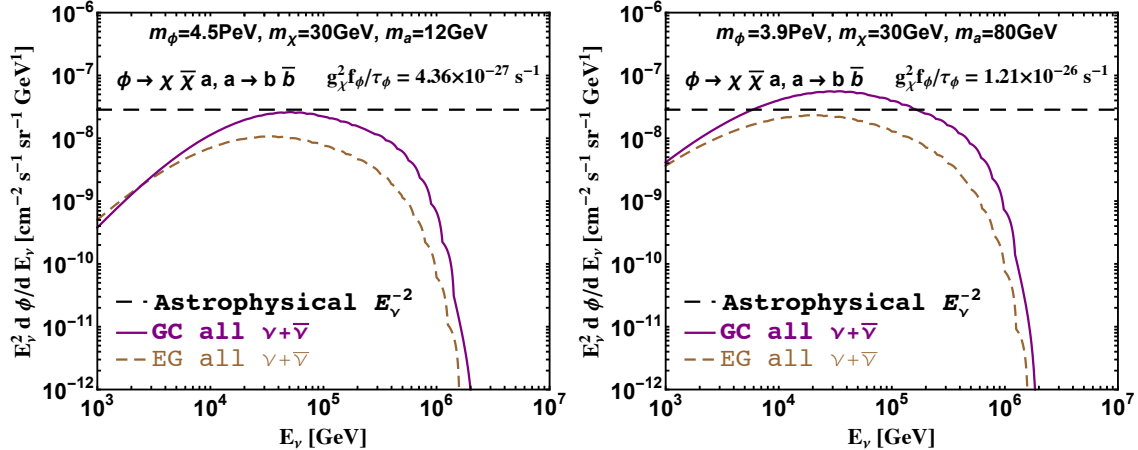 m_ϕ=4.5PeV, m_χ=30GeV, m_a=12GeV
ϕ → χ χ̅ a, a → b b̅ g_χ^2 f_ϕ/τ_ϕ = 4.36×10^-27 s^-1
Astrophysical E_ν^-2
GC all ν+ν̅
EG all ν+ν̅
E_ν^2 d ϕ/d E_ν [cm^-2 s^-1 sr^-1 GeV^1]
10^-6
10^-7
10^-8
10^-9
10^-10
10^-11
10^-12
10^3 10^4 10^5 10^6 10^7
E_ν [GeV]
m_ϕ=3.9PeV, m_χ=30GeV, m_a=80GeV
ϕ → χ χ̅ a, a → b b̅ g_χ^2 f_ϕ/τ_ϕ = 1.21×10^-26 s^-1
Astrophysical E_ν^-2
GC all ν+ν̅
EG all ν+ν̅
E_ν^2 d ϕ/d E_ν [cm^-2 s^-1 sr^-1 GeV^1]
10^-6
10^-7
10^-8
10^-9
10^-10
10^-11
10^-12
10^3 10^4 10^5 10^6 10^7
E_ν [GeV]